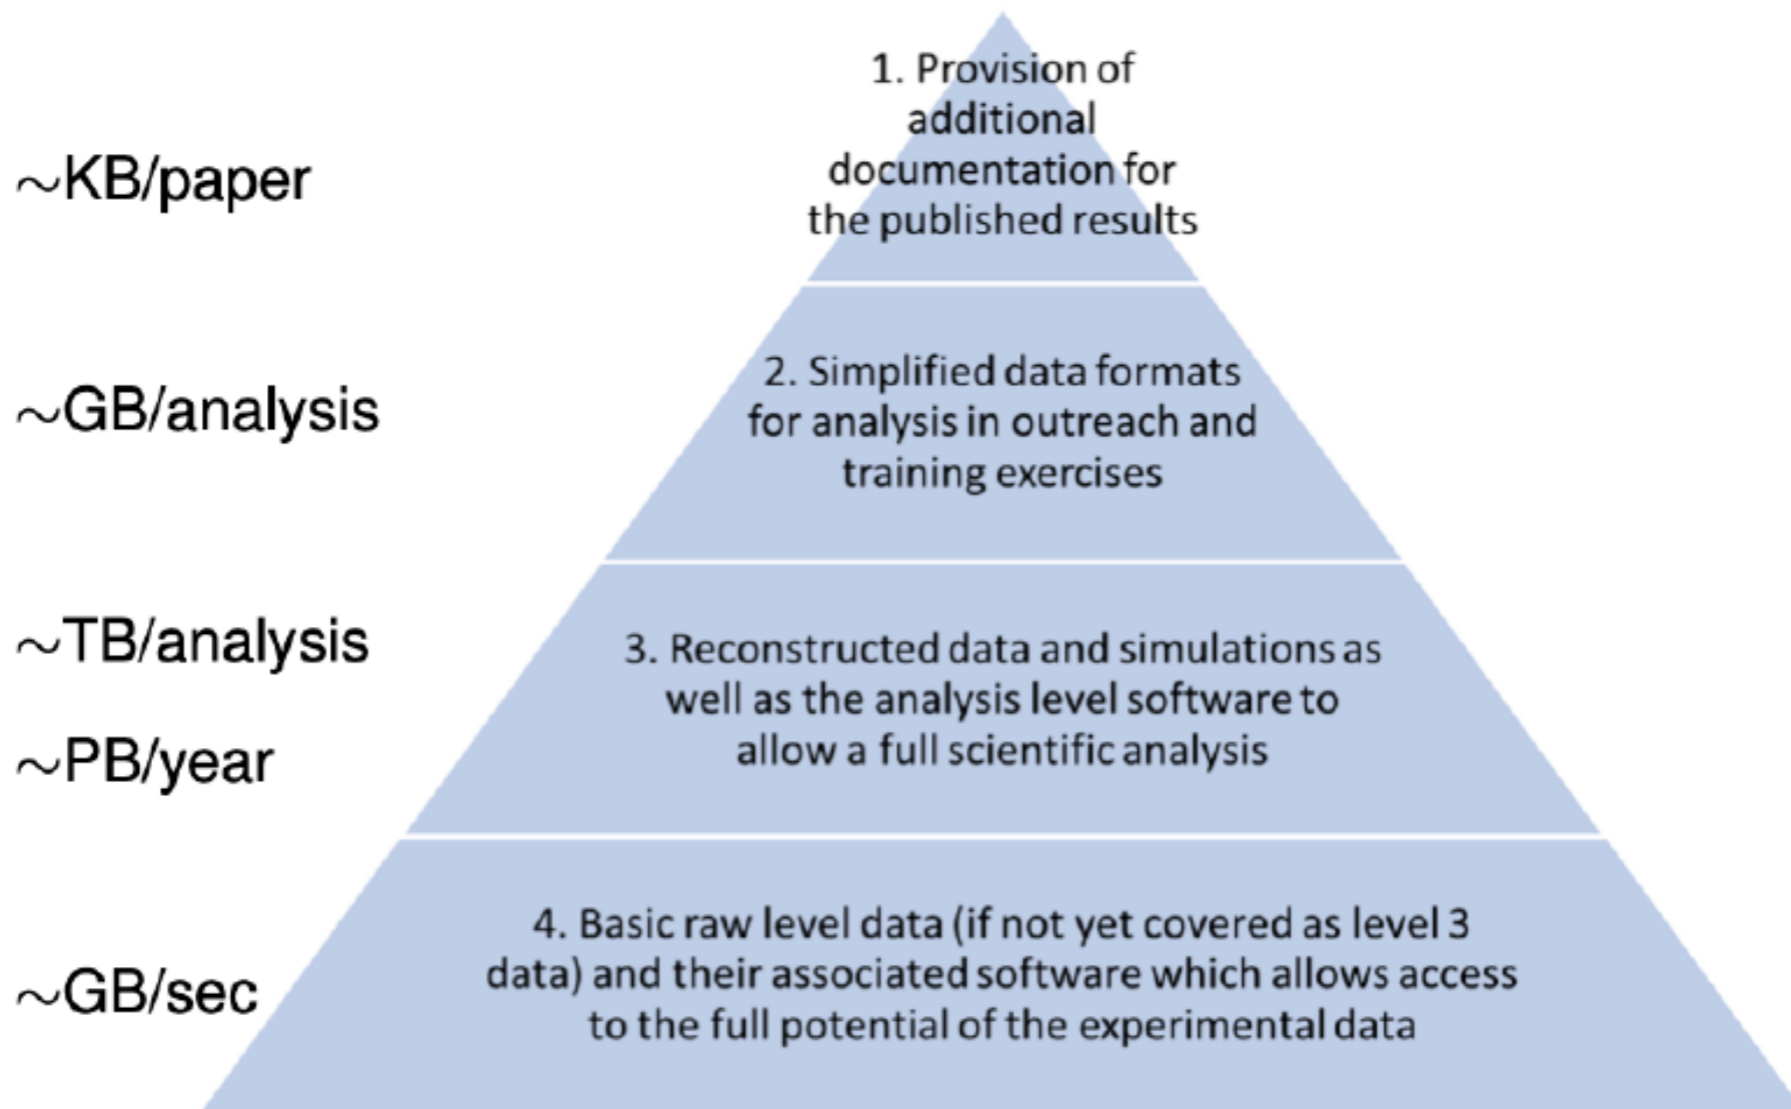 1. Provision of
additional
documentation for
the published results
~KB/paper
2. Simplified data formats
for analysis in outreach and
training exercises
~GB/analysis
3. Reconstructed data and simulations as
well as the analysis level software to
allow a full scientific analysis
~TB/analysis
~PB/year
4. Basic raw level data (if not yet covered as level 3
data) and their associated software which allows access
to the full potential of the experimental data
~GB/sec